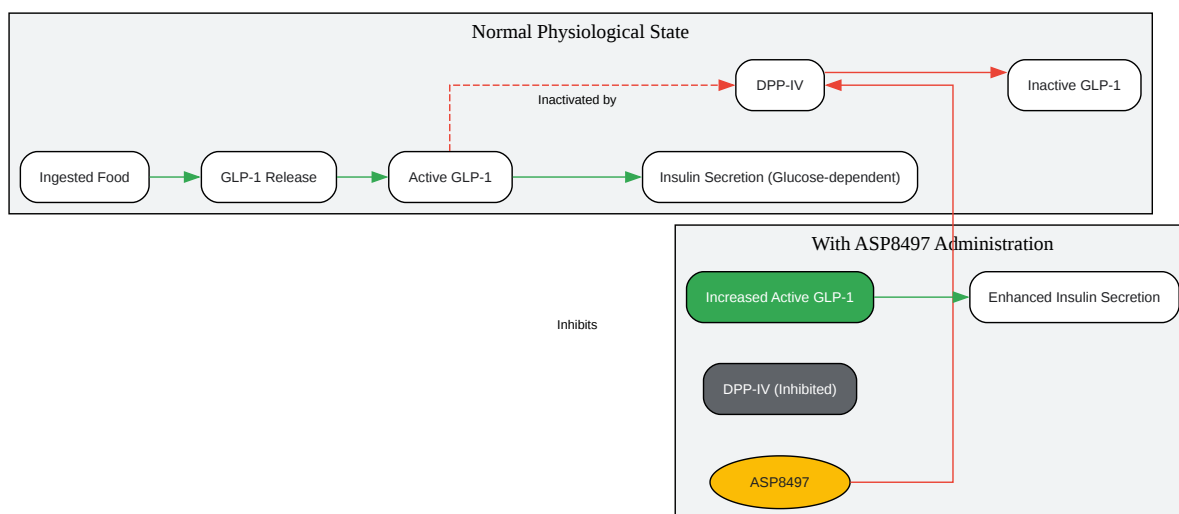 Normal Physiological State
DPP-IV
Inactive GLP-1
Inactivated by
Ingested Food
GLP-1 Release
Active GLP-1
Insulin Secretion (Glucose-dependent)
With ASP8497 Administration
Increased Active GLP-1
Enhanced Insulin Secretion
Inhibits
DPP-IV (Inhibited)
ASP8497